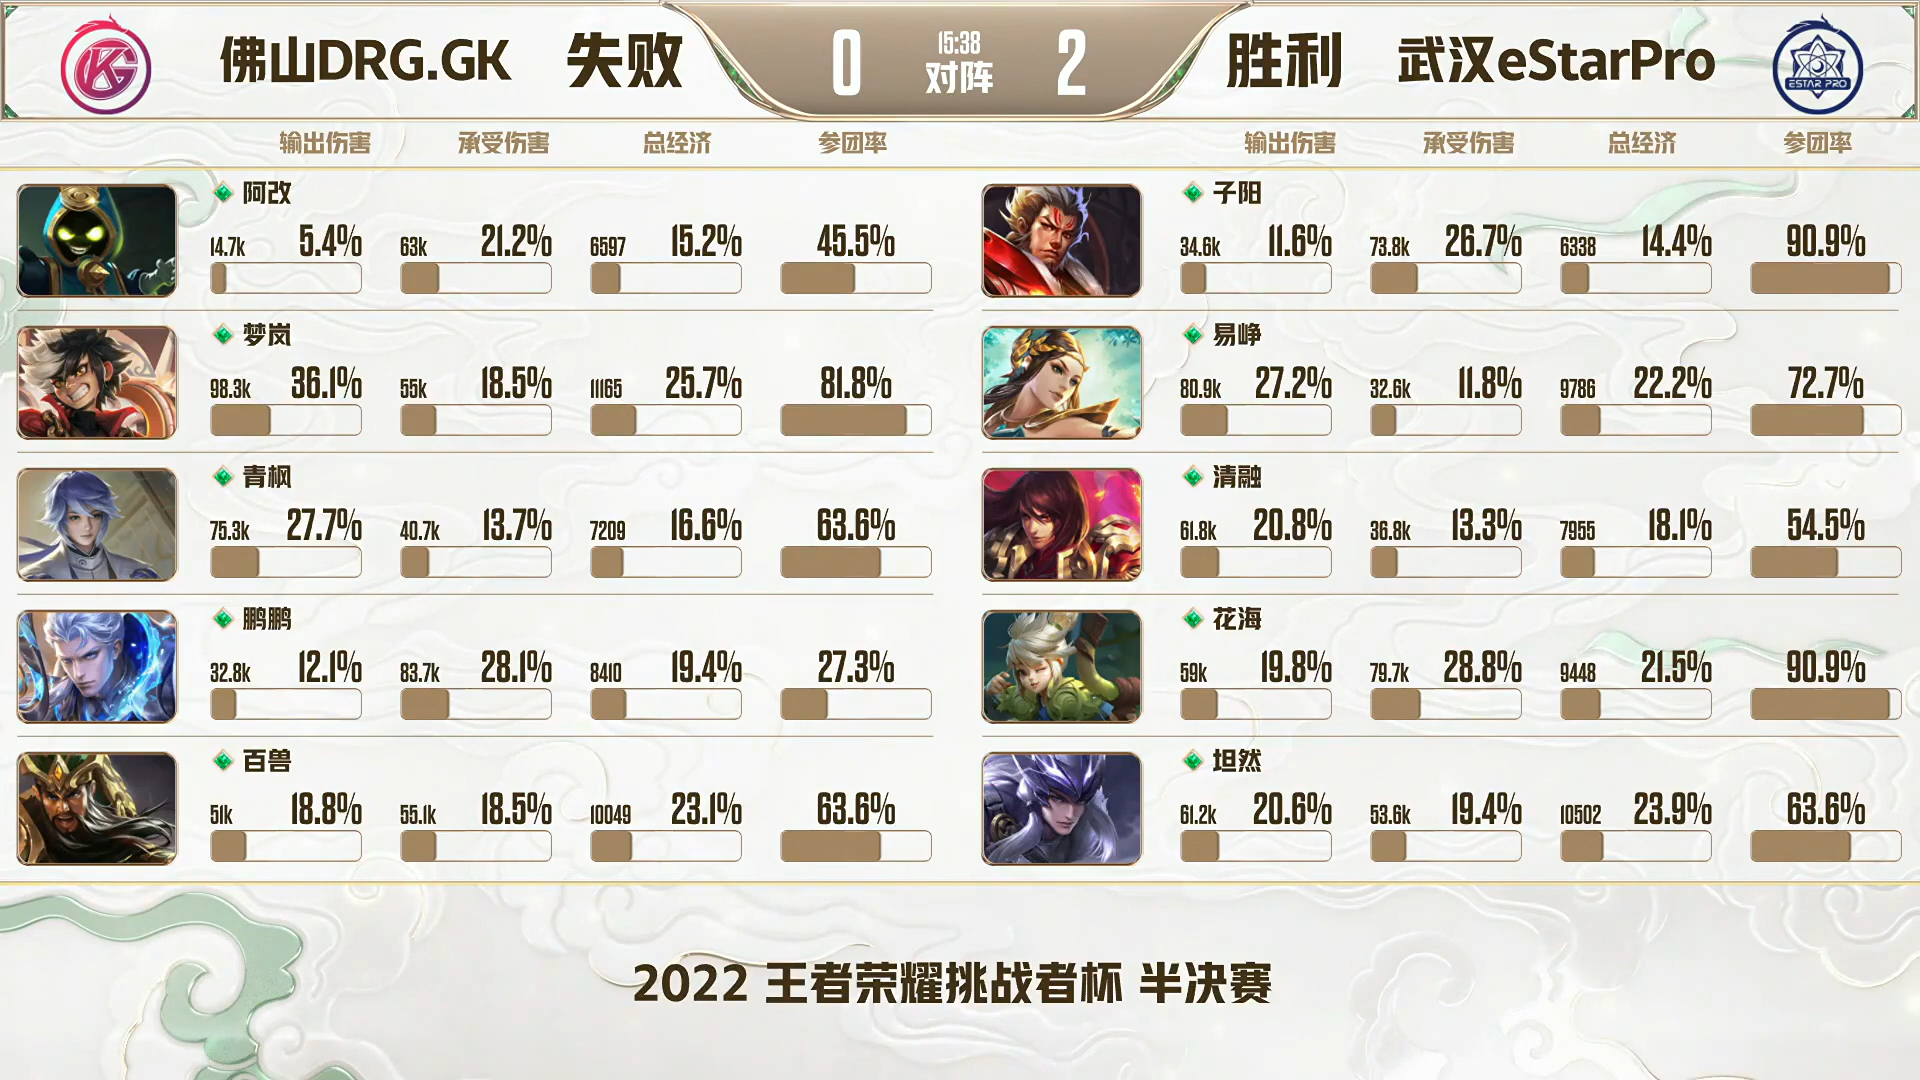 佛山DRG.GK 失败 0 15:38 2 胜利 武汉eStarPro
对阵
ESTAR PRO
输出伤害 承受伤害 总经济 参团率 输出伤害 承受伤害 总经济 参团率
阿改
14.7k 5.4% 63k 21.2% 6597 15.2% 45.5%
子阳
34.6k 11.6% 73.8k 26.7% 6338 14.4% 90.9%
梦岚
98.3k 36.1% 55k 18.5% 11165 25.7% 81.8%
易峥
80.9k 27.2% 32.6k 11.8% 9786 22.2% 72.7%
青枫
75.3k 27.7% 40.7k 13.7% 7209 16.6% 63.6%
清融
61.8k 20.8% 36.8k 13.3% 7955 18.1% 54.5%
鹏鹏
32.8k 12.1% 83.7k 28.1% 8410 19.4% 27.3%
花海
59k 19.8% 79.7k 28.8% 9448 21.5% 90.9%
百兽
51k 18.8% 55.1k 18.5% 10049 23.1% 63.6%
坦然
61.2k 20.6% 53.6k 19.4% 10502 23.9% 63.6%
2022 王者荣耀挑战者杯 半决赛